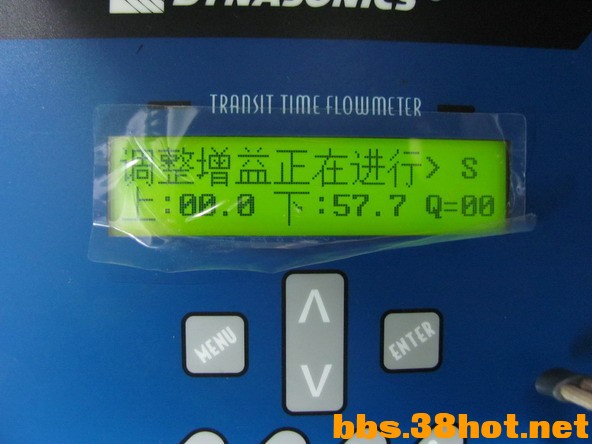 DYNASONICS
TRANSIT TIME FLOWMETER
调整增益正在进行> S
上:00.0 下:57.7 Q=00
MENU
ENTER
bbs.38hot.net